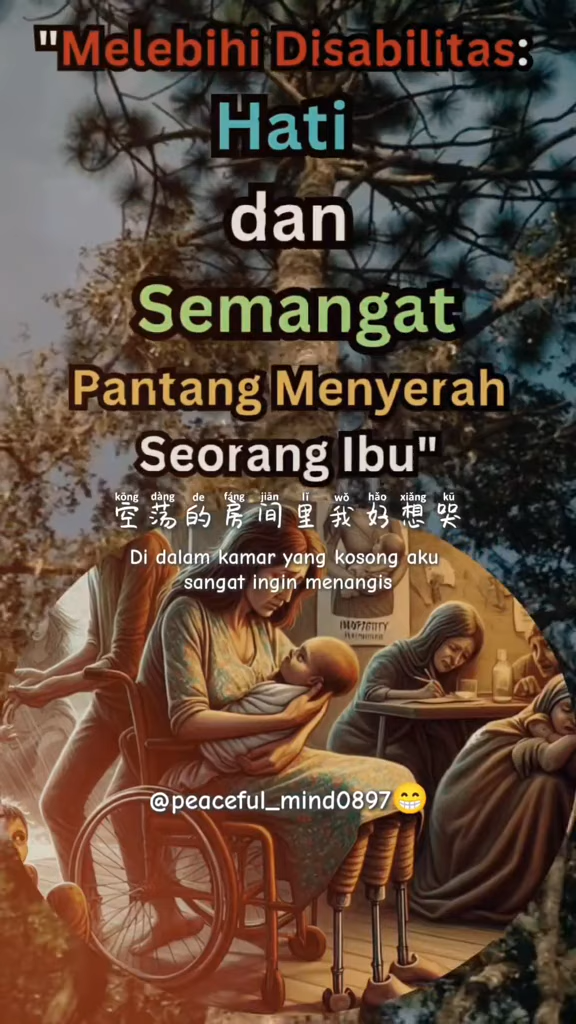 "Melebihi Disabilitas:
Hati
dan
Semangat
Pantang Menyerah
Seorang Ibu"
kōng dàng de fáng jiān lǐ wǒ hǎo xiǎng kū
空荡的房间里我好想哭
Di dalam kamar yang kosong aku
sangat ingin menangis
@peaceful_mind0897😁